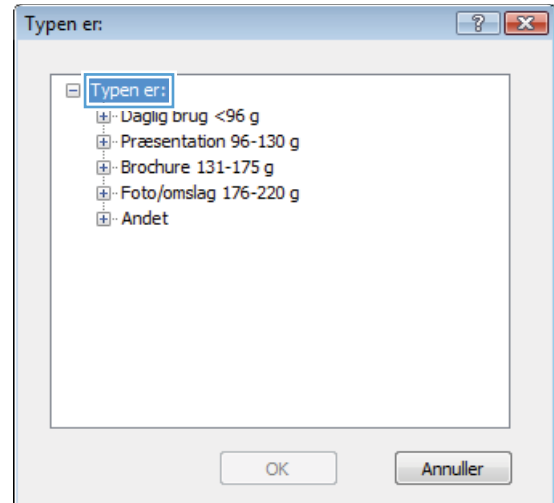 Typen er:
Typen er:
Daglig brug <96 g
Præsentation 96-130 g
Brochure 131-175 g
Foto/omslag 176-220 g
Andet
OK
Annuller